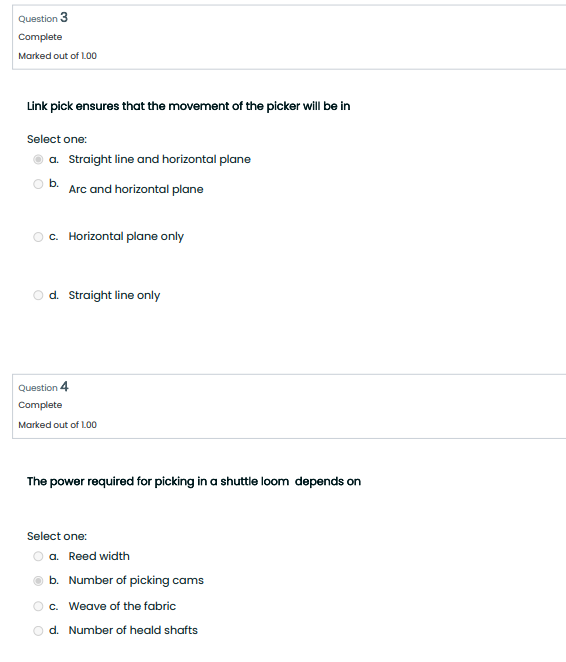 Question 3
Complete
Marked out of 1.00
Link pick ensures that the movement of the picker will be in
Select one:
a. Straight line and horizontal plane
b. Arc and horizontal plane
c. Horizontal plane only
d. Straight line only
Question 4
Complete
Marked out of 1.00
The power required for picking in a shuttle loom depends on
Select one:
a. Reed width
b. Number of picking cams
c. Weave of the fabric
d. Number of heald shafts